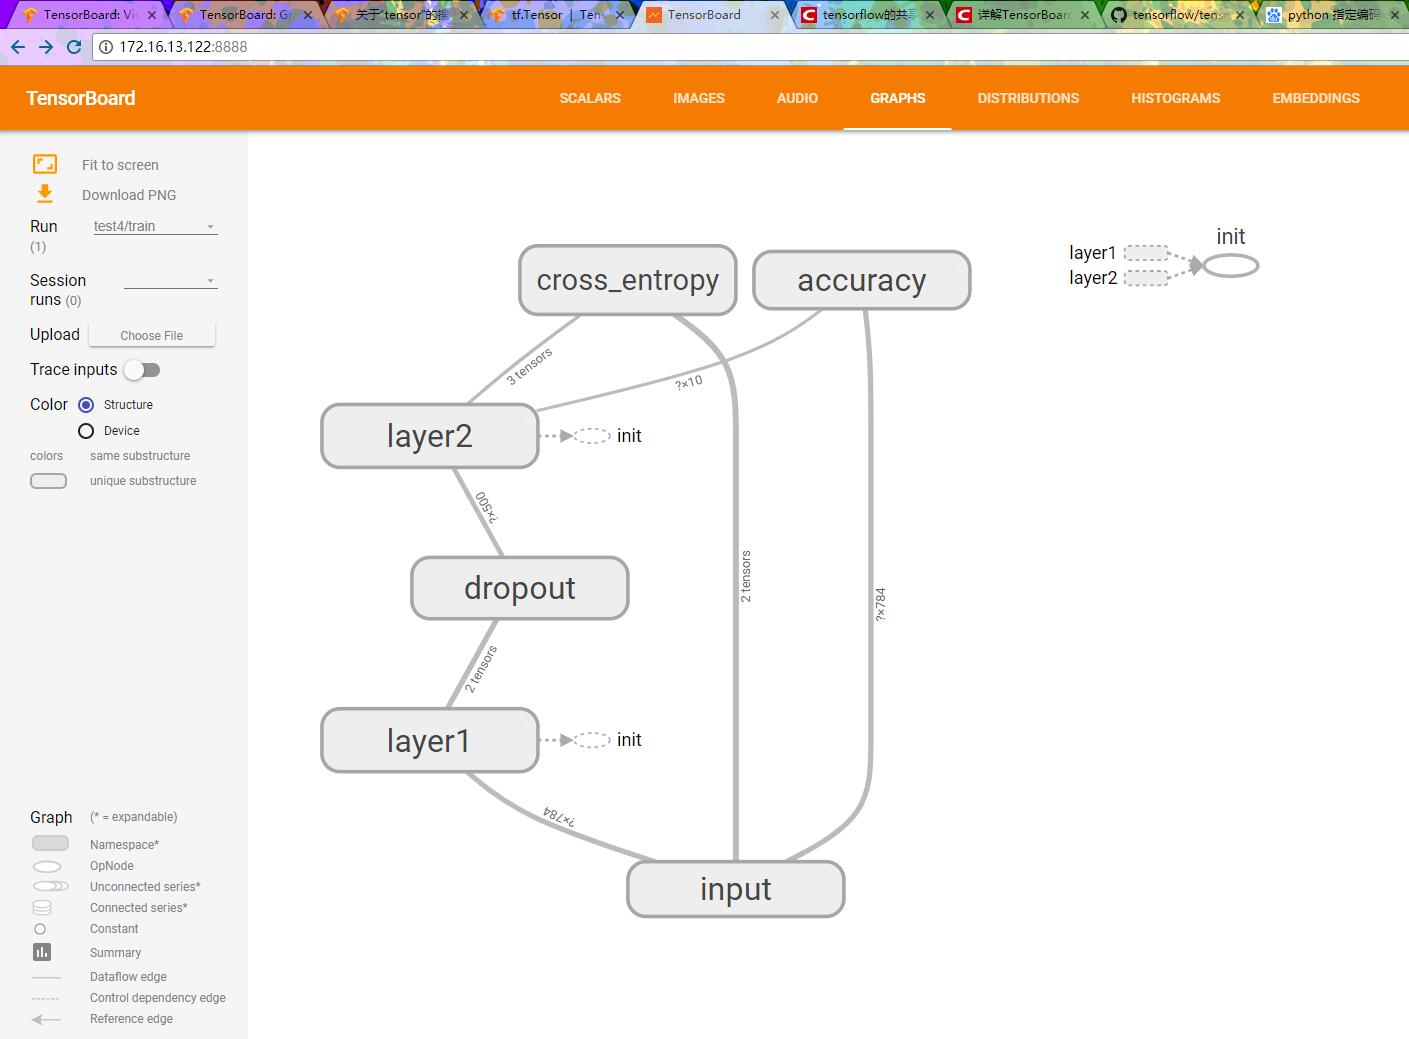 TensorBoard: Vis
TensorBoard: Gr
关于"tensor"的搜
tf.Tensor | Tens
TensorBoard
tensorflow的共享
详解TensorBoard
tensorflow/tens
python 指定编码
172.16.13.122:8888
TensorBoard
SCALARS
IMAGES
AUDIO
GRAPHS
DISTRIBUTIONS
HISTOGRAMS
EMBEDDINGS
Fit to screen
Download PNG
Run
(1)
test4/train
Session
runs (0)
Upload
Choose File
Trace inputs
Color
Structure
Device
colors
same substructure
unique substructure
cross_entropy
accuracy
init
layer1
layer2
3 tensors
?×10
layer2
init
?×500
dropout
2 tensors
?×784
2 tensors
layer1
init
?×784
input
Graph
(* = expandable)
Namespace*
OpNode
Unconnected series*
Connected series*
Constant
Summary
Dataflow edge
Control dependency edge
Reference edge